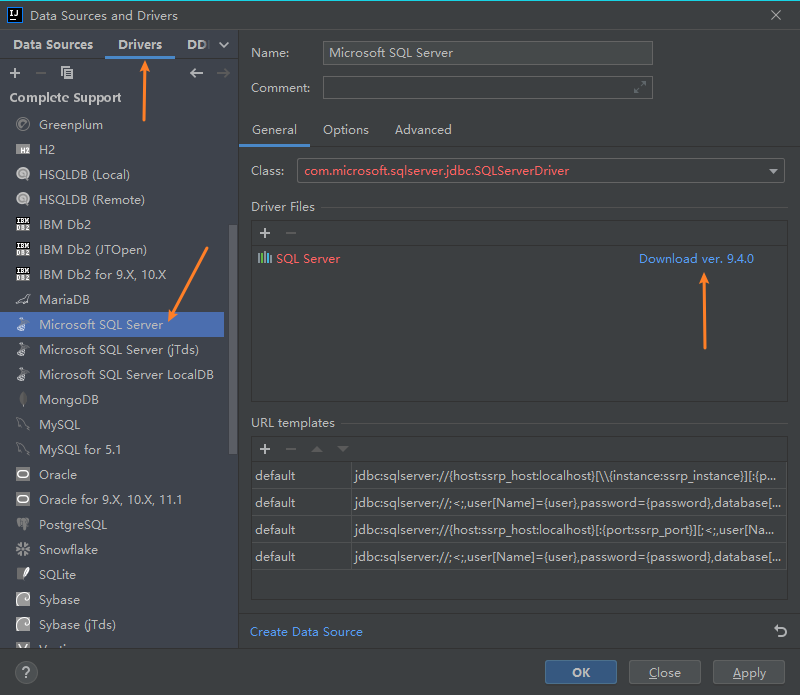 Data Sources and Drivers
Data Sources Drivers
Complete Support
Greenplum
H2
HSQLDB (Local)
HSQLDB (Remote)
IBM Db2
IBM Db2 (JTOpen)
IBM Db2 for 9.X, 10.X
MariaDB
Microsoft SQL Server
Microsoft SQL Server (jTds)
Microsoft SQL Server LocalDB
MongoDB
MySQL
MySQL for 5.1
Oracle
Oracle for 9.X, 10.X, 11.1
PostgreSQL
Snowflake
SQLite
Sybase
Sybase (jTds)
Name: Microsoft SQL Server
Comment:
General Options Advanced
Class: com.microsoft.sqlserver.jdbc.SQLServerDriver
Driver Files
SQL Server Download ver. 9.4.0
URL templates
default jdbc:sqlserver://{host:ssrp_host:localhost}[\\{instance:ssrp_instance}][:{p...
default jdbc:sqlserver://;<;,user[Name]={user},password={password},database[...
default jdbc:sqlserver://{host:ssrp_host:localhost}[:{port:ssrp_port}][;<;,user[Na...
default jdbc:sqlserver://;<;,user[Name]={user},password={password},database[...
Create Data Source
? OK Close Apply